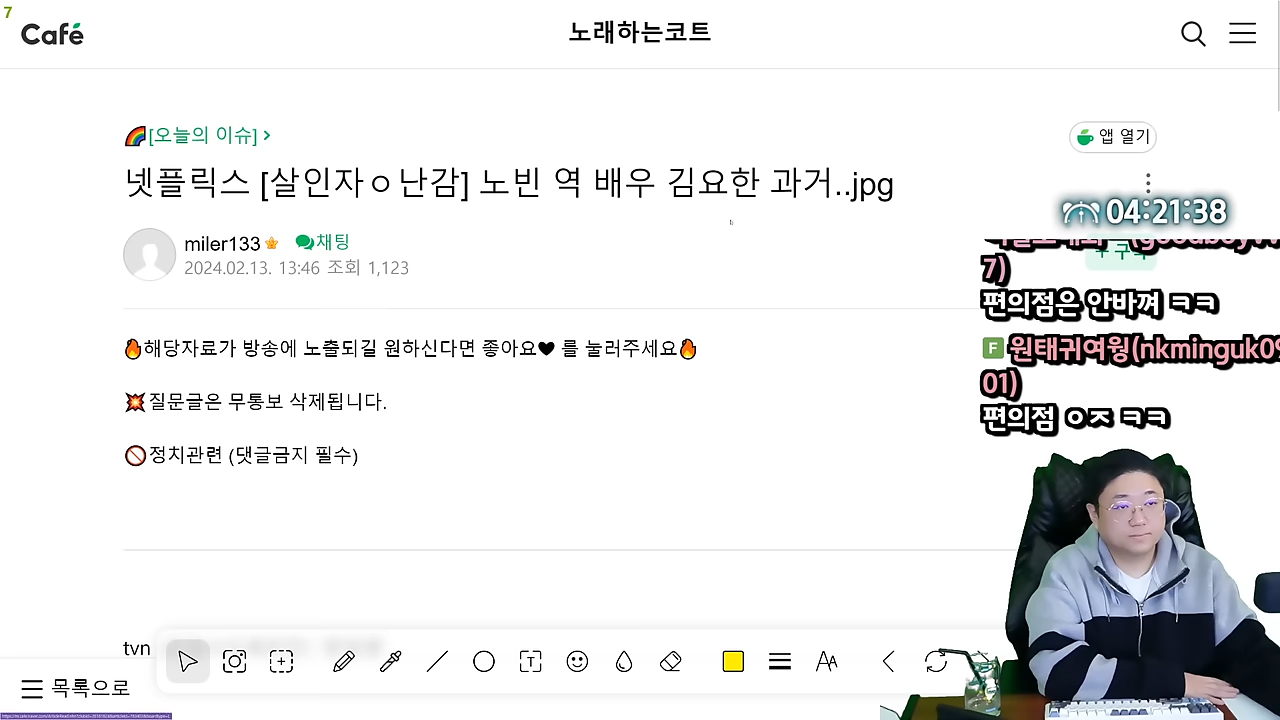 7
Café
노래하는코트
[오늘의 이슈]
앱 열기
넷플릭스 [살인자ㅇ난감] 노빈 역 배우 김요한 과거..jpg
04:21:38
miler133 채팅
2024.02.13. 13:46 조회 1,123
7)
편의점은 안바껴 ㅋㅋ
F 원태귀여웡(nkminguk09
01)
편의점 ㅇㅈ ㅋㅋ
🔥해당자료가 방송에 노출되길 원하신다면 좋아요🖤 를 눌러주세요🔥
💥질문글은 무통보 삭제됩니다.
🚫정치관련 (댓글금지 필수)
tvn
목록으로